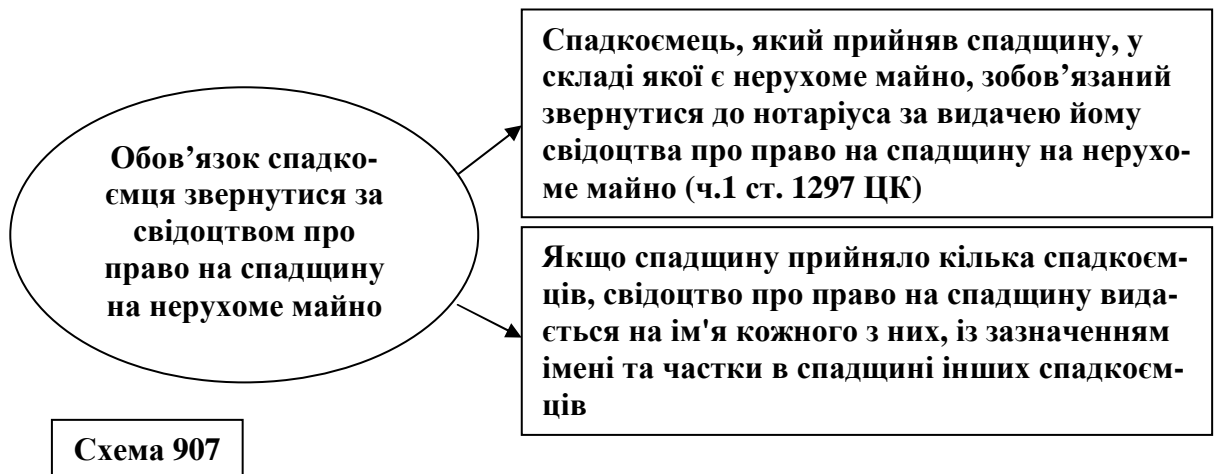 Обов’язок спадко-
ємця звернутися за
свідоцтвом про
право на спадщину
на нерухоме майно
Спадкоємець, який прийняв спадщину, у
складі якої є нерухоме майно, зобов’язаний
звернутися до нотаріуса за видачею йому
свідоцтва про право на спадщину на нерухо-
ме майно (ч.1 ст. 1297 ЦК)
Якщо спадщину прийняло кілька спадкоєм-
ців, свідоцтво про право на спадщину вида-
ється на ім'я кожного з них, із зазначенням
імені та частки в спадщині інших спадкоєм-
ців
Схема 907